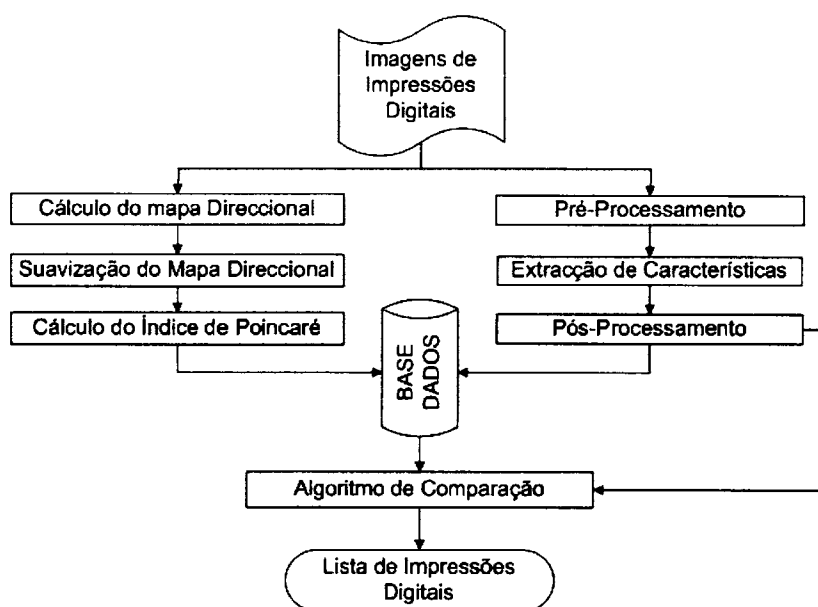 Imagens de
Impressões
Digitais
Cálculo do mapa Direccional
Pré-Processamento
Suavização do Mapa Direccional
Extracção de Características
Cálculo do Índice de Poincaré
Pós-Processamento
BASE
DADOS
Algoritmo de Comparação
Lista de Impressões
Digitais